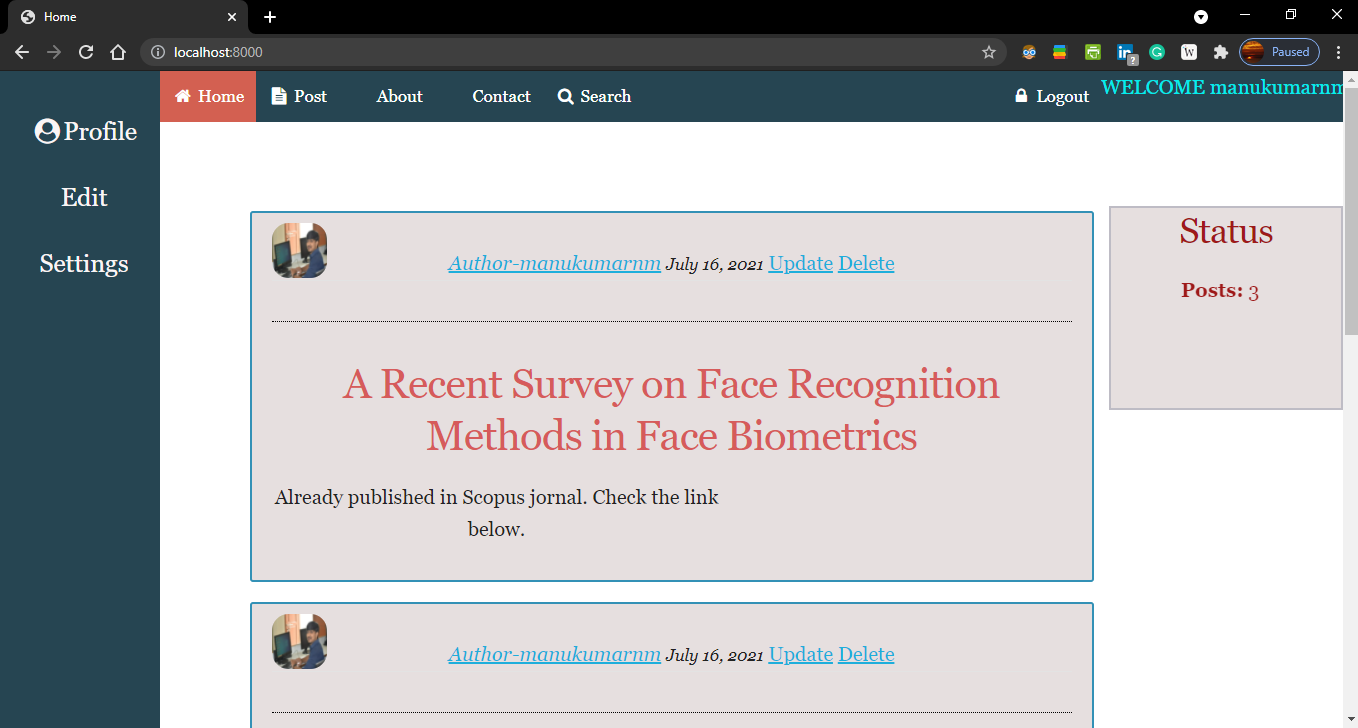 Home
localhost:8000
Paused
Home Post About Contact Search Logout WELCOME manukumarnm
Profile
Edit
Settings
Author-manukumarnm July 16, 2021 Update Delete
A Recent Survey on Face Recognition
Methods in Face Biometrics
Already published in Scopus jornal. Check the link
below.
Status
Posts: 3
Author-manukumarnm July 16, 2021 Update Delete